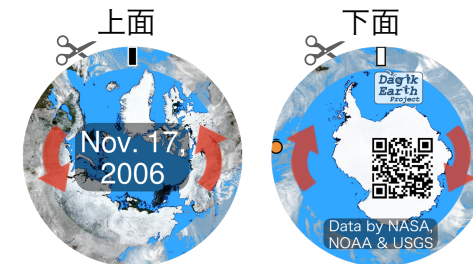 上面
下面
Nov. 17,
2006
Dagik
Earth
Project
Data by NASA,
NOAA & USGS